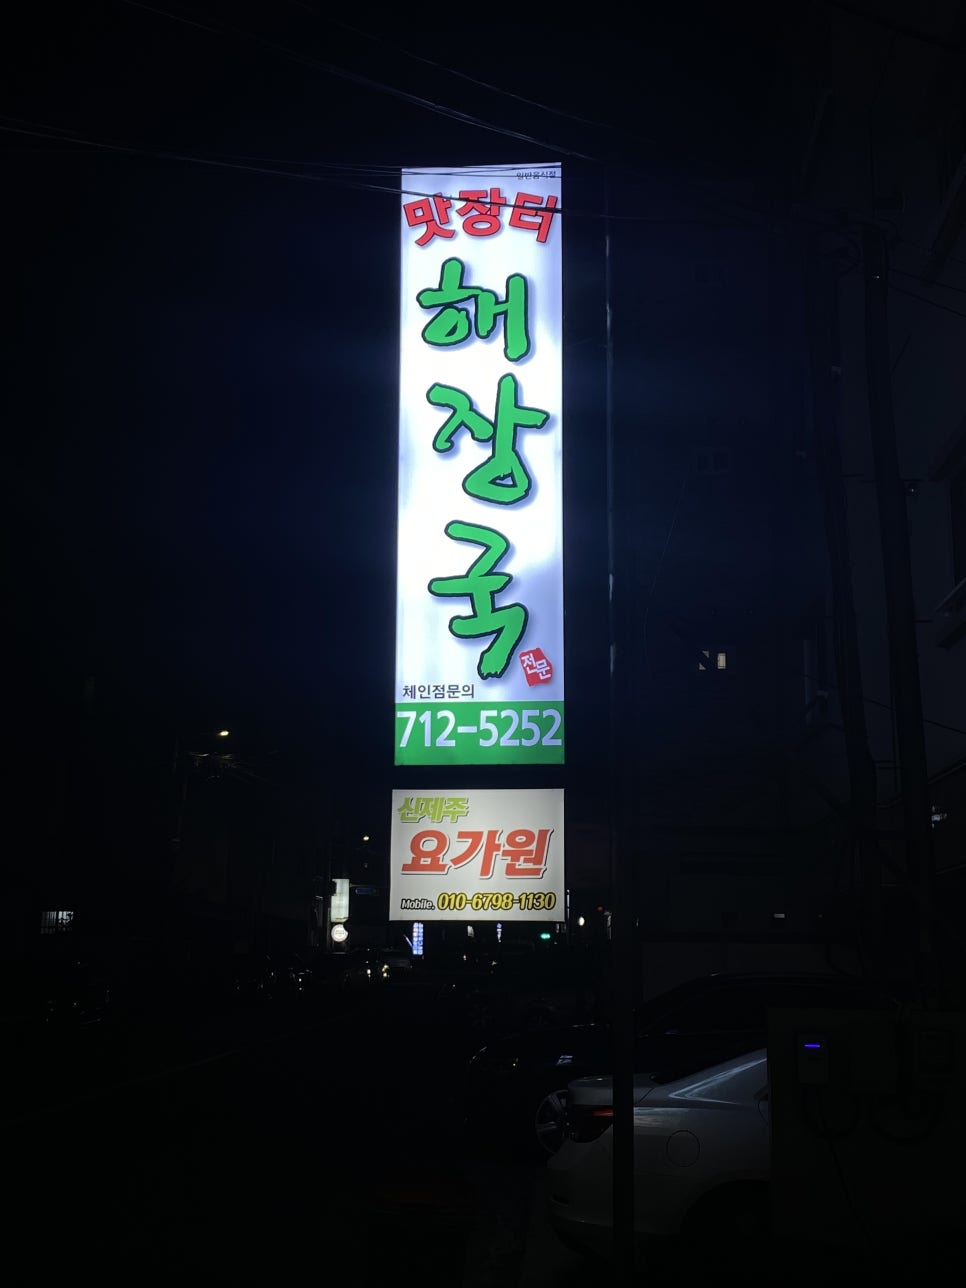 일반음식점
맛장터
해장국
전문
체인점문의
712-5252
신제주
요가원
Mobile. 010-6798-1130